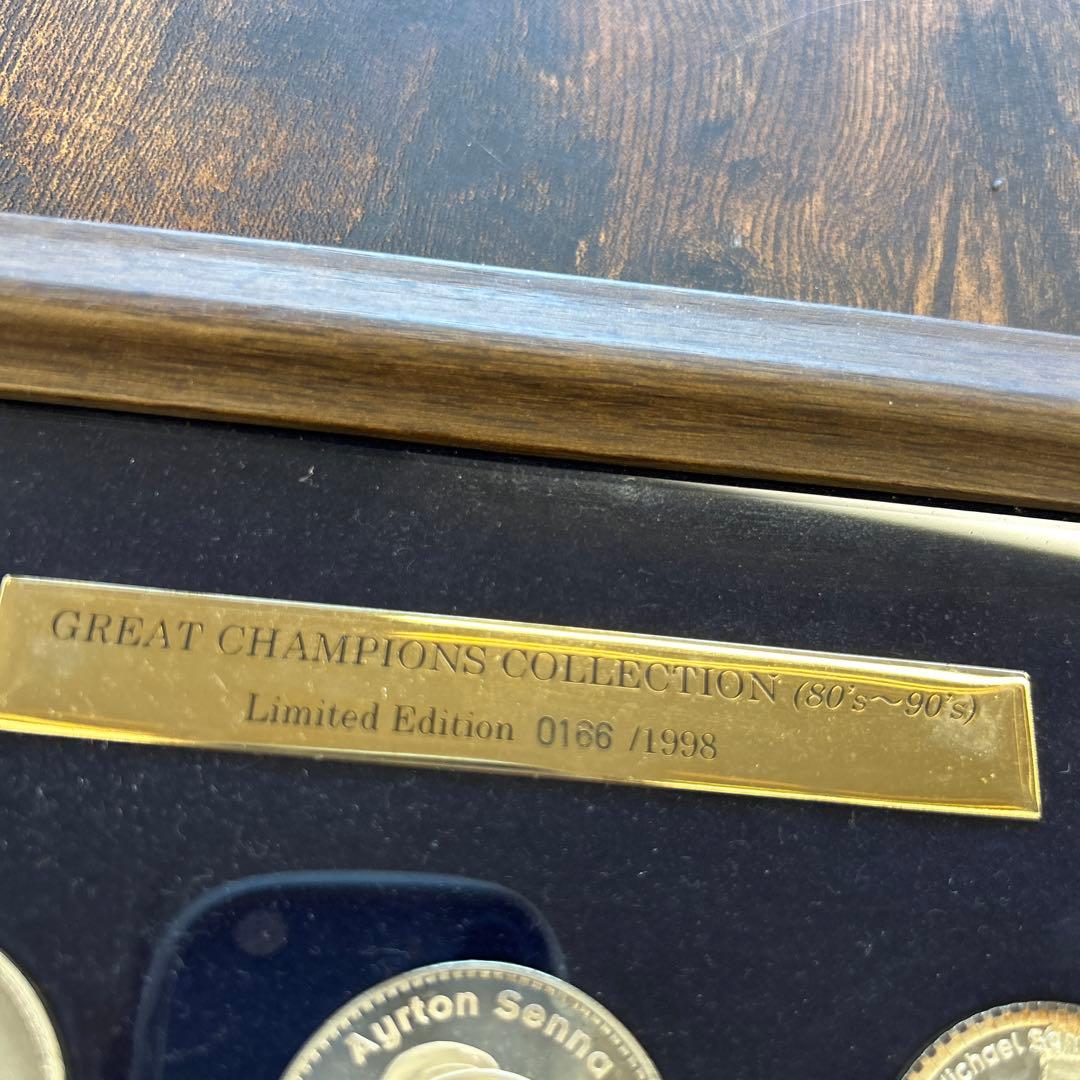 GREAT CHAMPIONS COLLECTION (80's~90's)
Limited Edition 0166 /1998
Ayrton Senna